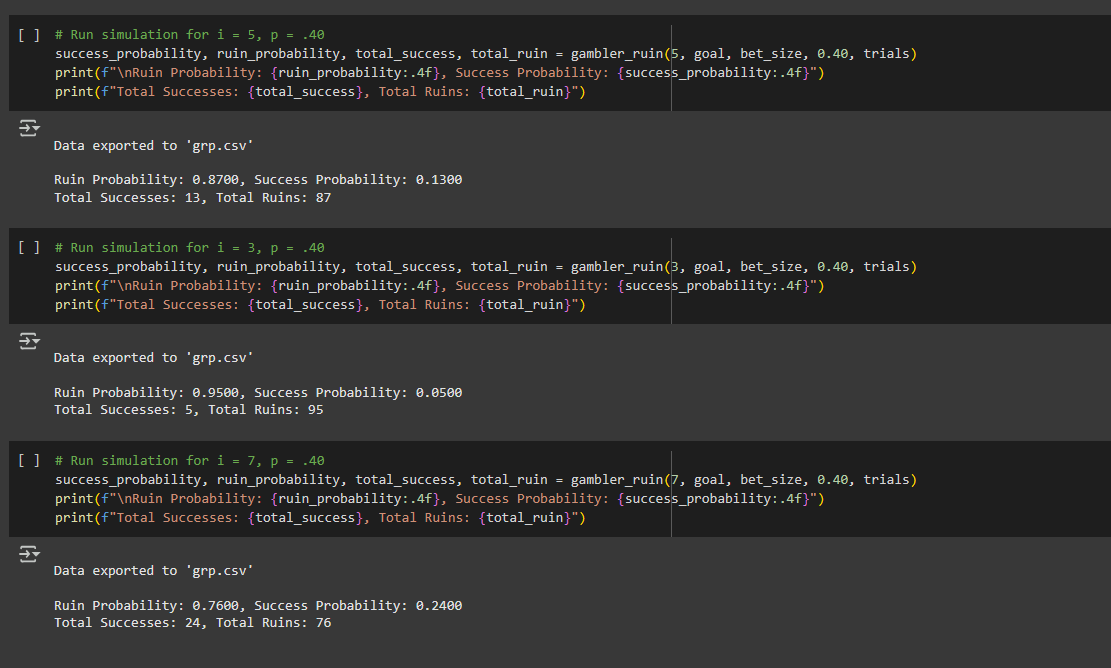 [ ] # Run simulation for i = 5, p = .40
success_probability, ruin_probability, total_success, total_ruin = gambler_ruin(5, goal, bet_size, 0.40, trials)
print(f"\nRuin Probability: {ruin_probability:.4f}, Success Probability: {success_probability:.4f}")
print(f"Total Successes: {total_success}, Total Ruins: {total_ruin}")
Data exported to 'grp.csv'
Ruin Probability: 0.8700, Success Probability: 0.1300
Total Successes: 13, Total Ruins: 87
[ ] # Run simulation for i = 3, p = .40
success_probability, ruin_probability, total_success, total_ruin = gambler_ruin(3, goal, bet_size, 0.40, trials)
print(f"\nRuin Probability: {ruin_probability:.4f}, Success Probability: {success_probability:.4f}")
print(f"Total Successes: {total_success}, Total Ruins: {total_ruin}")
Data exported to 'grp.csv'
Ruin Probability: 0.9500, Success Probability: 0.0500
Total Successes: 5, Total Ruins: 95
[ ] # Run simulation for i = 7, p = .40
success_probability, ruin_probability, total_success, total_ruin = gambler_ruin(7, goal, bet_size, 0.40, trials)
print(f"\nRuin Probability: {ruin_probability:.4f}, Success Probability: {success_probability:.4f}")
print(f"Total Successes: {total_success}, Total Ruins: {total_ruin}")
Data exported to 'grp.csv'
Ruin Probability: 0.7600, Success Probability: 0.2400
Total Successes: 24, Total Ruins: 76